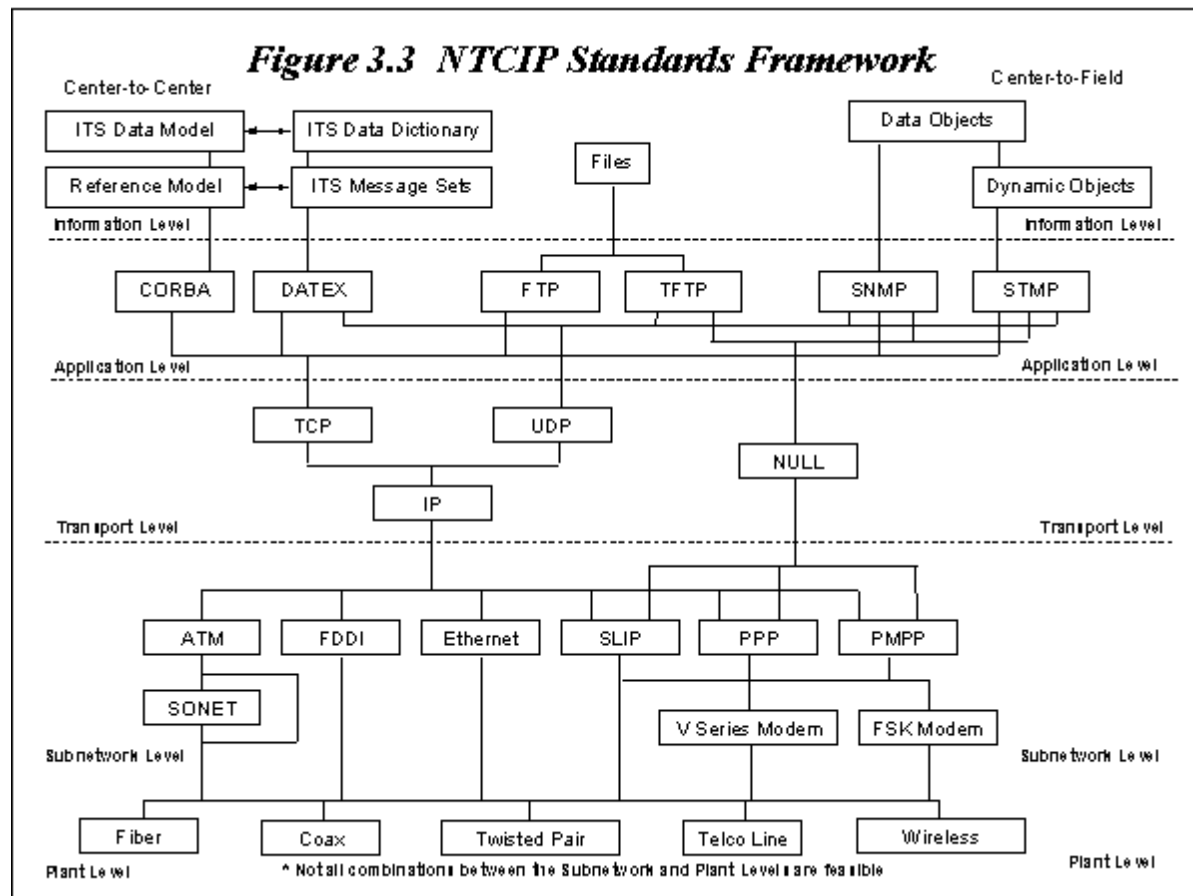 Figure 3.3 NTCIP Standards Framework
Center-to-Center
Center-to-Field
ITS Data Model
ITS Data Dictionary
Data Objects
Files
Reference Model
ITS Message Sets
Dynamic Objects
Information Level
Information Level
CORBA
DATEX
FTP
TFTP
SNMP
STMP
Application Level
Application Level
TCP
UDP
NULL
IP
Transport Level
Transport Level
ATM
FDDI
Ethernet
SLIP
PPP
PMPP
SONET
V Series Modem
FSK Modem
Subnetwork Level
Subnetwork Level
Fiber
Coax
Twisted Pair
Telco Line
Wireless
Plant Level
* Not all combinations between the Subnetwork and Plant Levels are feasible
Plant Level